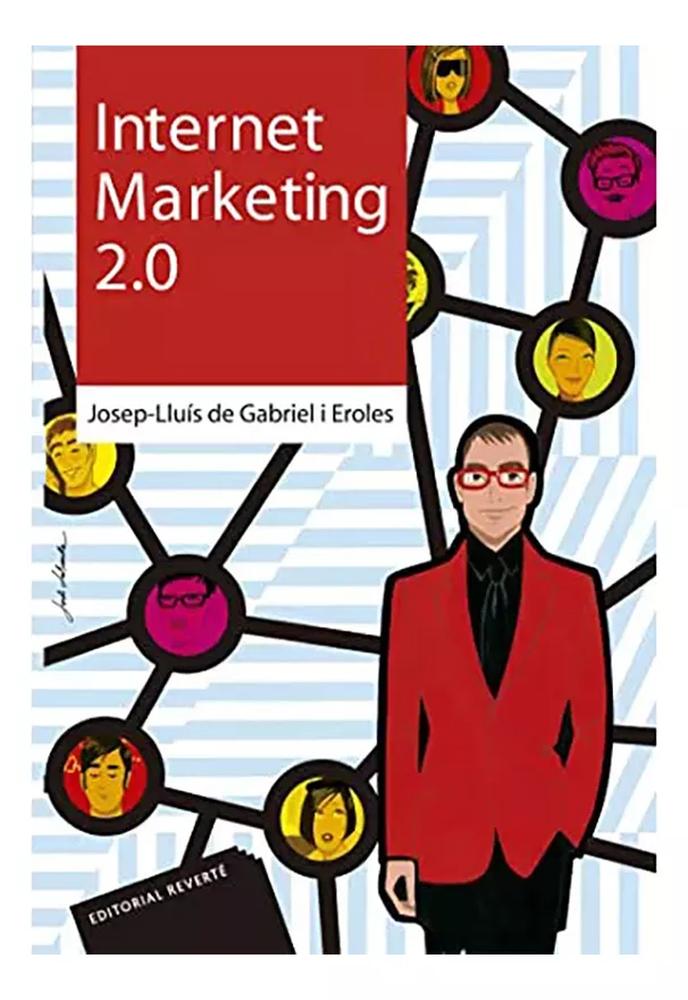 Internet
Marketing
2.0
Josep-Lluís de Gabriel i Eroles
EDITORIAL REVERTÉ